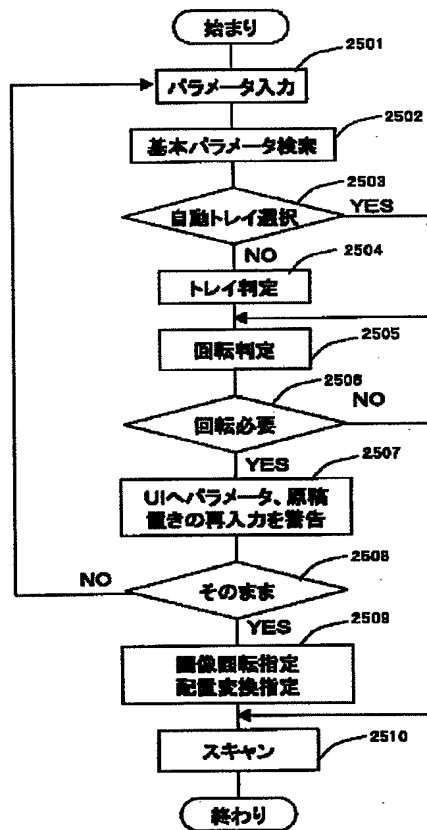 始まり
2501
パラメータ入力
2502
基本パラメータ検索
2503
自動トレイ選択
YES
NO
2504
トレイ判定
2505
回転判定
2506
回転必要
NO
YES
2507
UIへパラメータ、原稿
置きの再入力を警告
2508
NO
そのまま
YES
2509
画像回転指定
配置変換指定
2510
スキャン
終わり